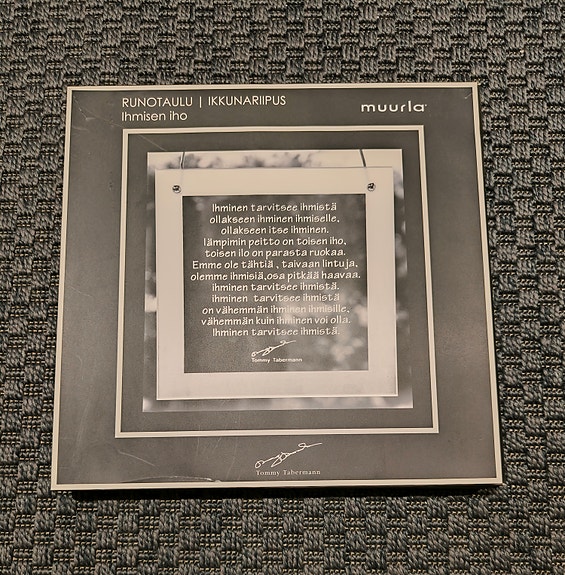 RUNOTAULU | IKKUNARIIPUS
Ihmisen iho
muurla
Ihminen tarvitsee ihmistä
ollakseen ihminen ihmiselle,
ollakseen itse ihminen.
lämpimin peitto on toisen iho,
toisen ilo on parasta ruokaa.
Emme ole tähtiä , taivaan lintuja,
olemme ihmisiä,osa pitkää haavaa.
ihminen tarvitsee ihmistä.
ihminen tarvitsee ihmistä
on vähemmän ihminen ihmisille,
vähemmän kuin ihminen voi olla.
Ihminen tarvitsee ihmistä.
Tommy Tabermann
Tommy Tabermann